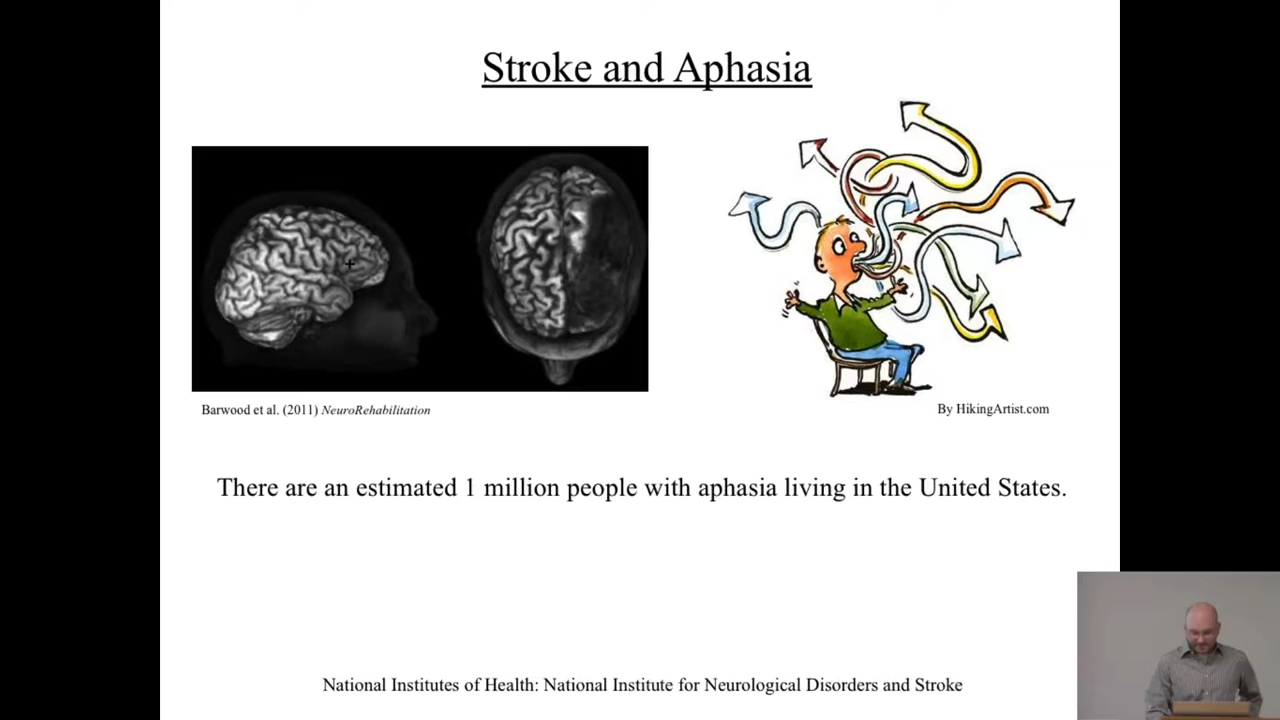 Stroke and Aphasia
Barwood et al. (2011) NeuroRehabilitation
By HikingArtist.com
There are an estimated 1 million people with aphasia living in the United States.
National Institutes of Health: National Institute for Neurological Disorders and Stroke